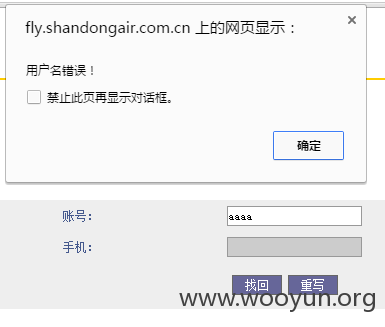 fly.shandongair.com.cn 上的网页显示：
用户名错误！
禁止此页再显示对话框。
确定
账号：
aaaa
手机：
找回 重写
www.wooyun.org